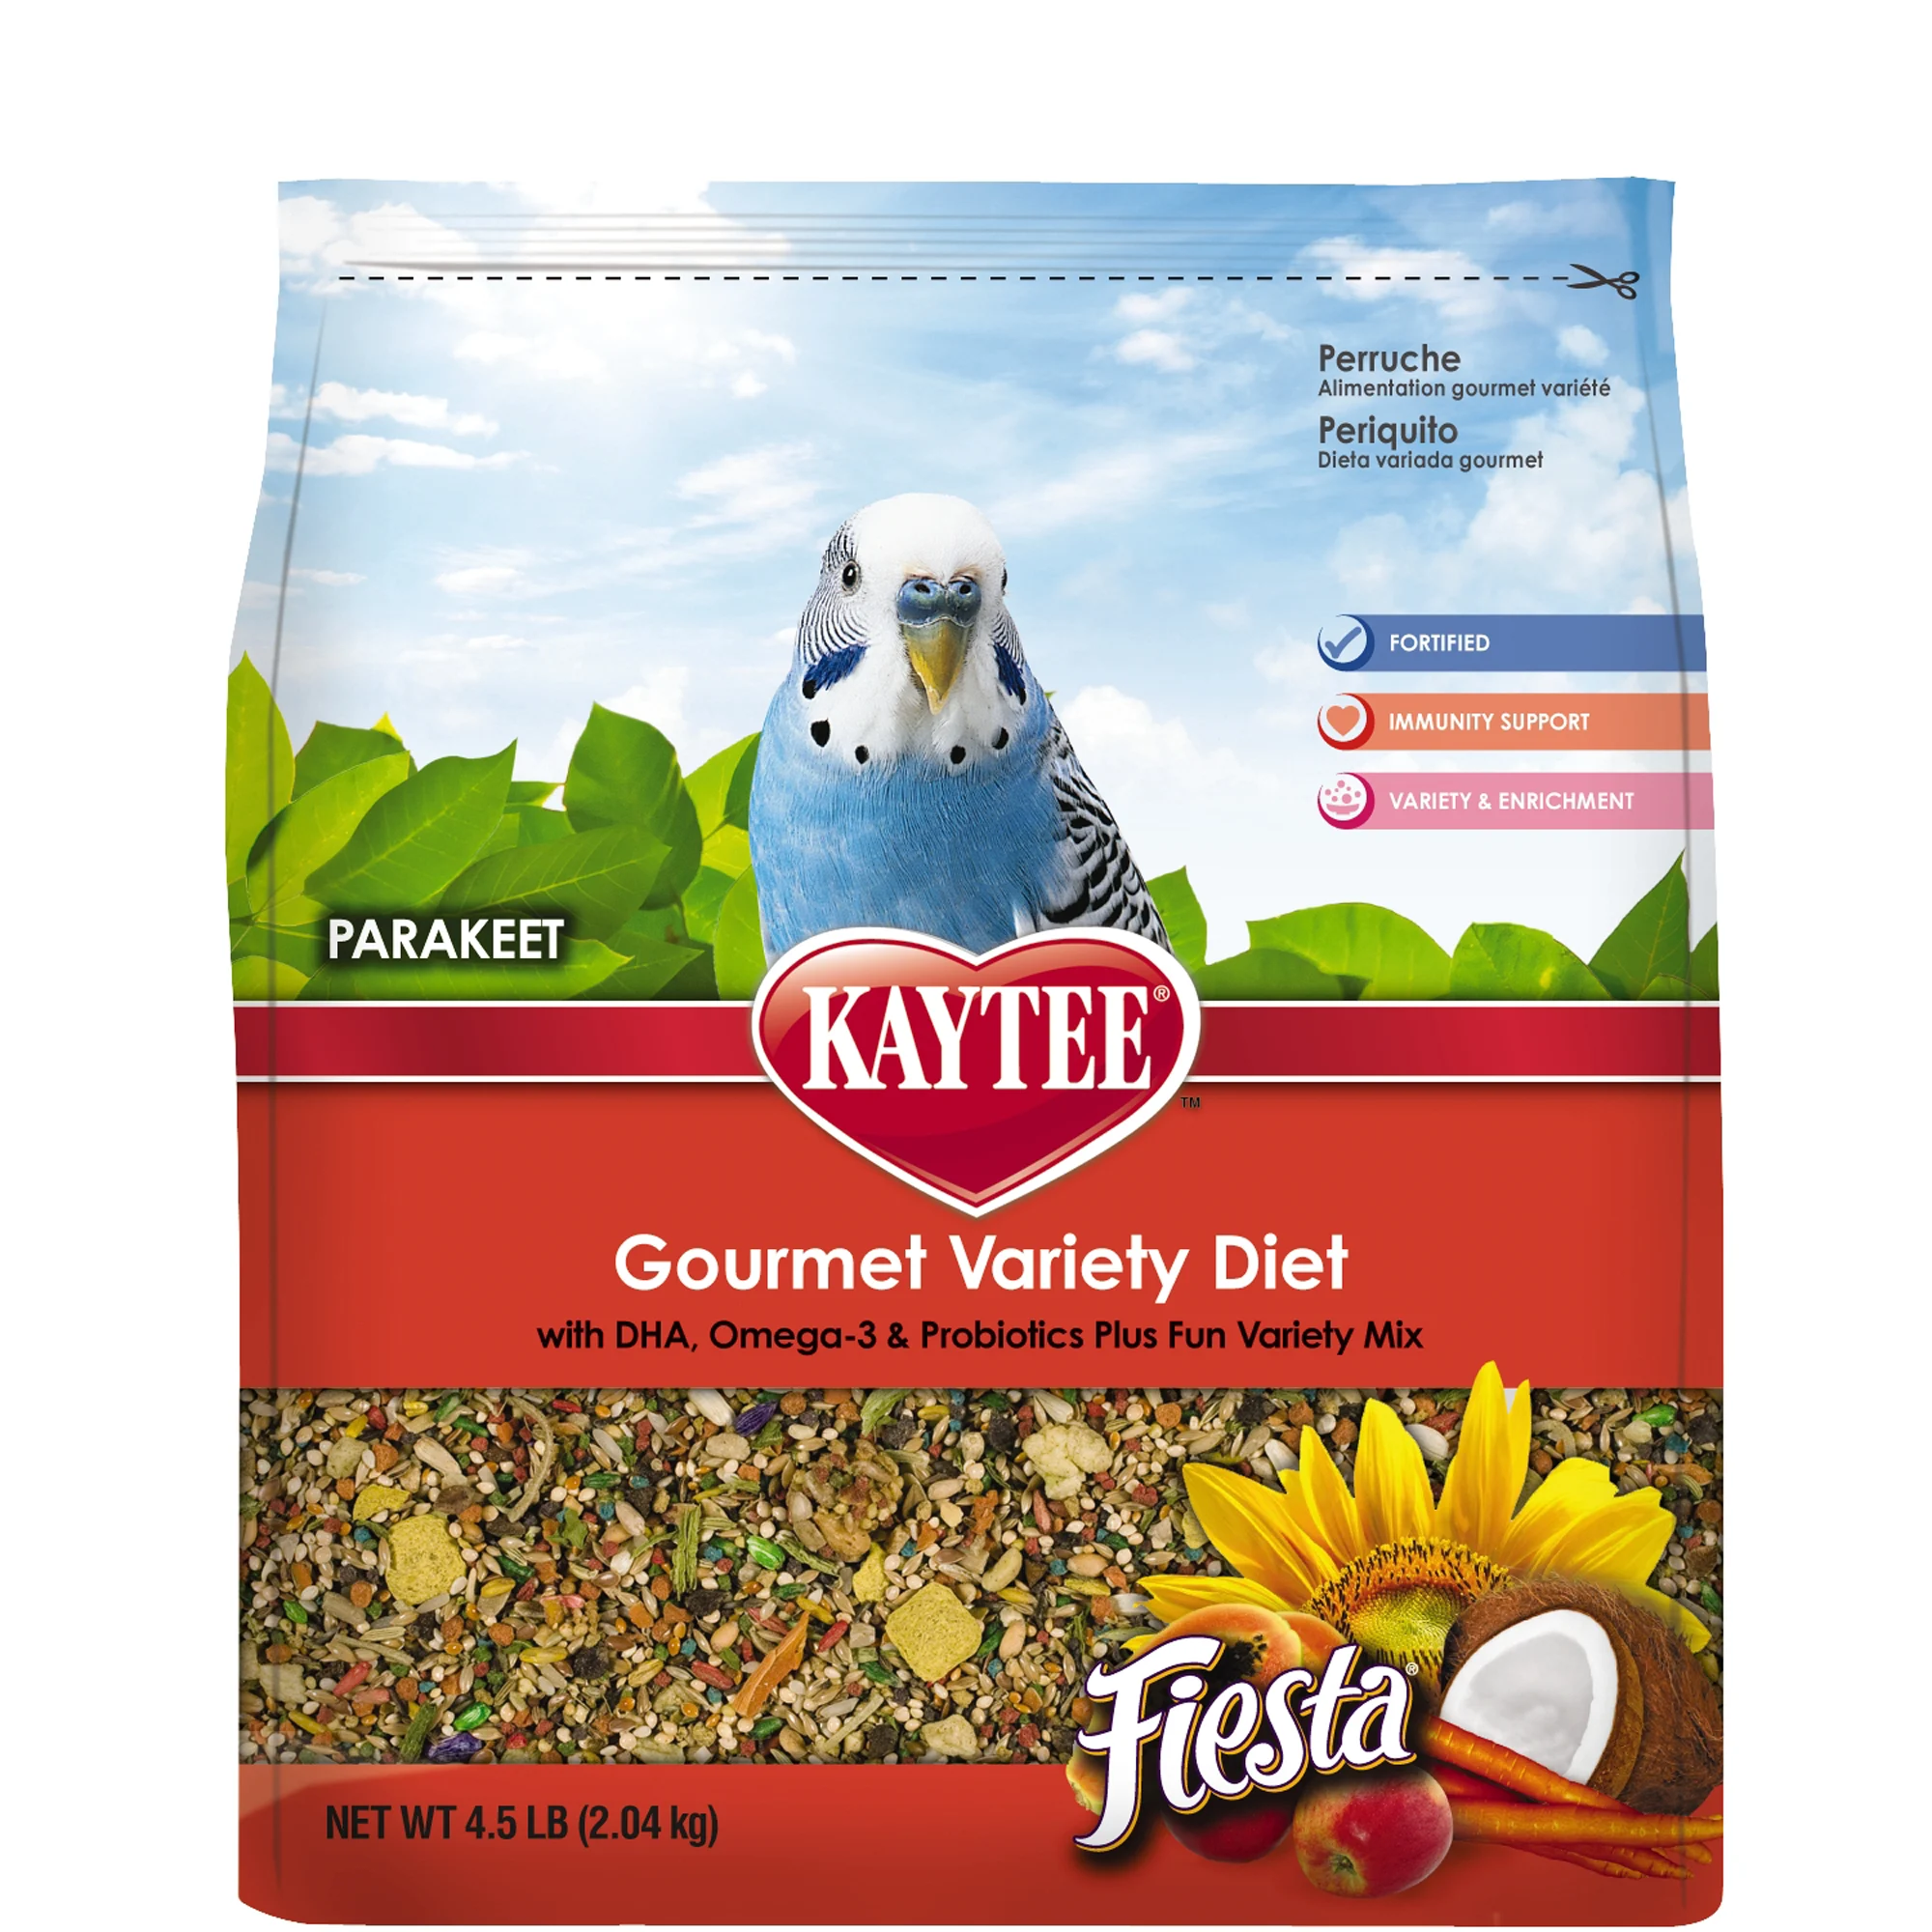 Perruche
Alimentation gourmet variété
Periquito
Dieta variada gourmet
FORTIFIED
IMMUNITY SUPPORT
VARIETY & ENRICHMENT
PARAKEET
KAYTEE®
TM
Gourmet Variety Diet
with DHA, Omega-3 & Probiotics Plus Fun Variety Mix
Fiesta®
NET WT 4.5 LB (2.04 kg)